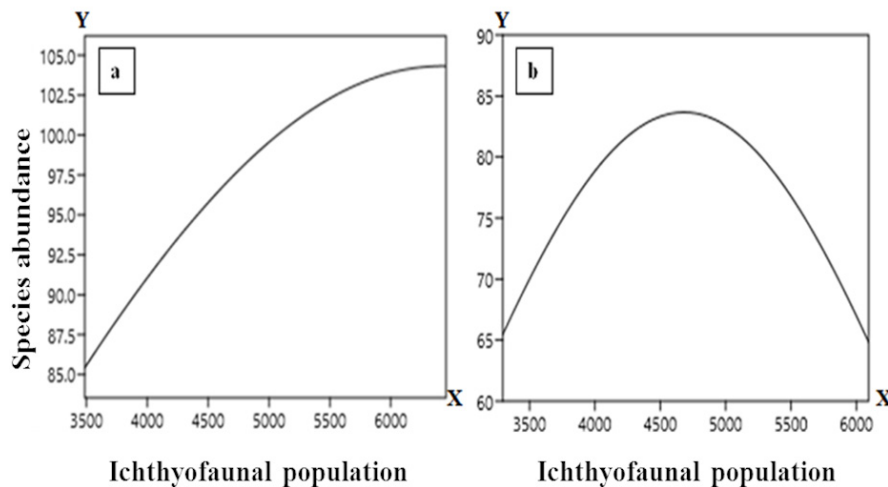 Y
a
105.0
102.5
100.0
97.5
95.0
92.5
90.0
87.5
85.0
Species abundance
3500 4000 4500 5000 5500 6000
X
Ichthyofaunal population
Y
b
90
85
80
75
70
65
60
3500 4000 4500 5000 5500 6000
X
Ichthyofaunal population